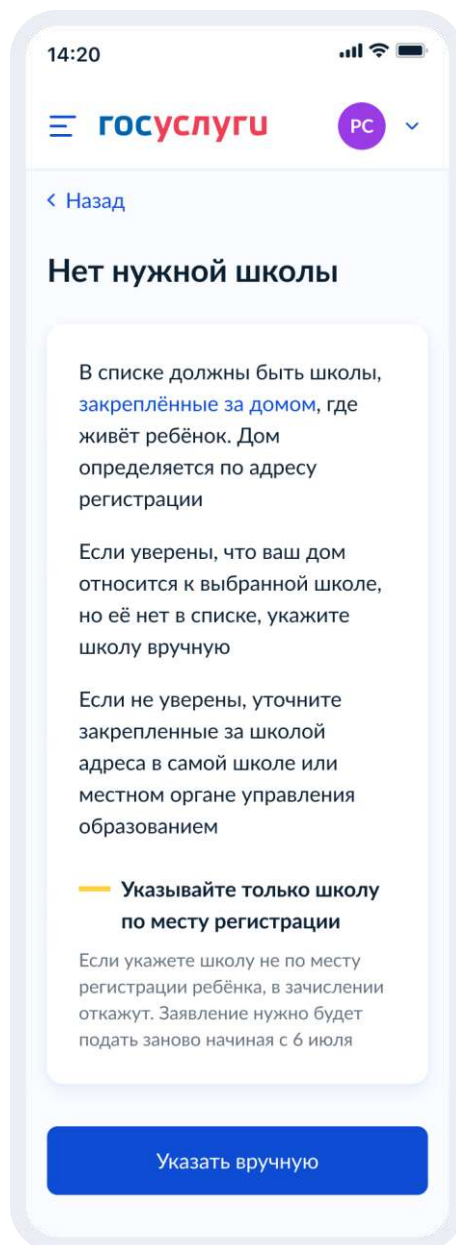 14:20
госуслуги
РС
Назад
Нет нужной школы
В списке должны быть школы,
закреплённые за домом, где
живёт ребёнок. Дом
определяется по адресу
регистрации
Если уверены, что ваш дом
относится к выбранной школе,
но её нет в списке, укажите
школу вручную
Если не уверены, уточните
закрепленные за школой
адреса в самой школе или
местном органе управления
образованием
Указывайте только школу
по месту регистрации
Если укажете школу не по месту
регистрации ребёнка, в зачислении
откажут. Заявление нужно будет
подать заново начиная с 6 июля
Указать вручную